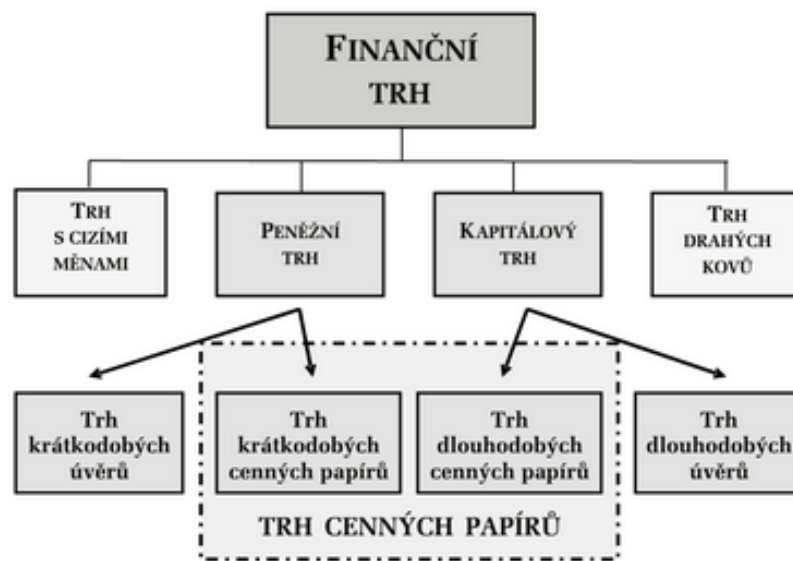 FINANČNÍ
TRH
TRH
S CIZÍMI
MĚNAMI
PENĚŽNÍ
TRH
KAPITÁLOVÝ
TRH
TRH
DRAHÝCH
KOVŮ
Trh
krátkodobých
úvěrů
Trh
krátkodobých
cenných papírů
Trh
dlouhodobých
cenných papírů
Trh
dlouhodobých
úvěrů
TRH CENNÝCH PAPÍRŮ